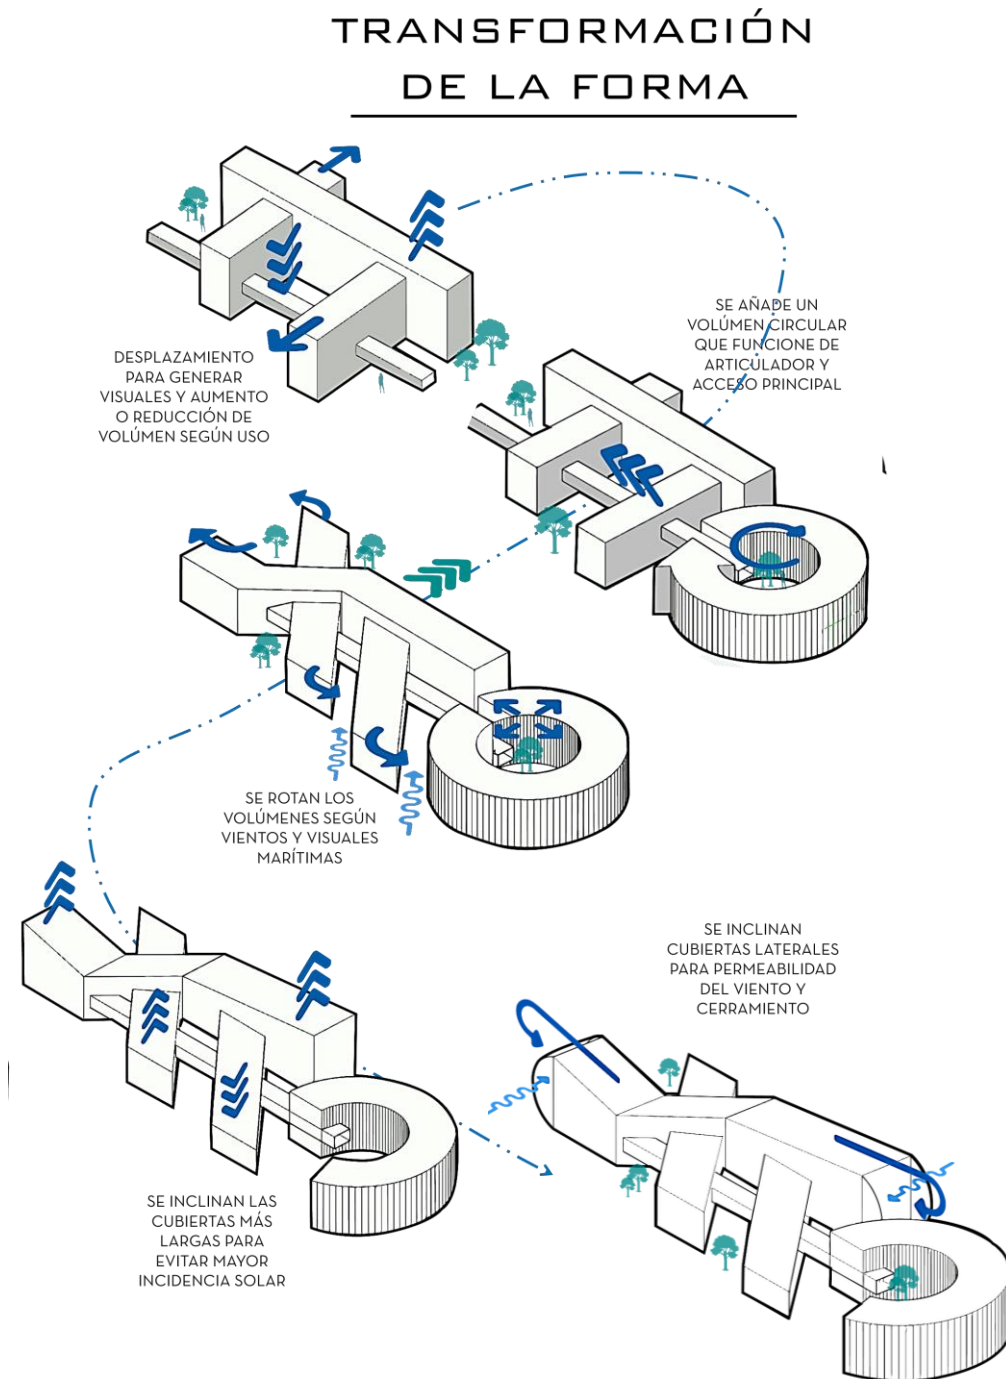 TRANSFORMACIÓN
DE LA FORMA
DESPLAZAMIENTO
PARA GENERAR
VISUALES Y AUMENTO
O REDUCCIÓN DE
VOLÚMEN SEGÚN USO
SE AÑADE UN
VOLÚMEN CIRCULAR
QUE FUNCIONE DE
ARTICULADOR Y
ACCESO PRINCIPAL
SE ROTAN LOS
VOLÚMENES SEGÚN
VIENTOS Y VISUALES
MARÍTIMAS
SE INCLINAN LAS
CUBIERTAS MÁS
LARGAS PARA
EVITAR MAYOR
INCIDENCIA SOLAR
SE INCLINAN
CUBIERTAS LATERALES
PARA PERMEABILIDAD
DEL VIENTO Y
CERRAMIENTO